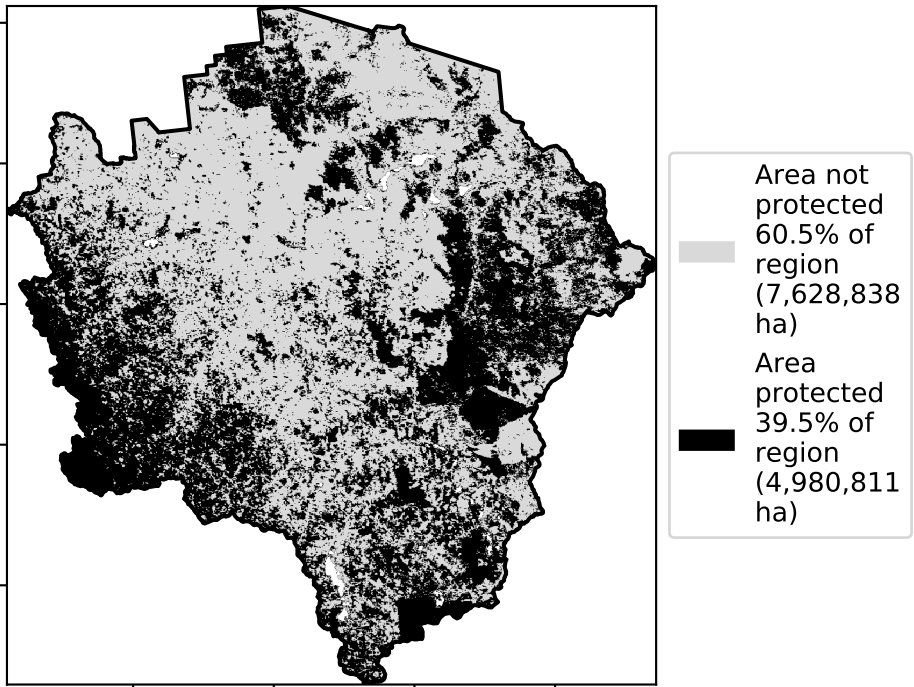 Area not
protected
60.5% of
region
(7,628,838
ha)
Area
protected
39.5% of
region
(4,980,811
ha)